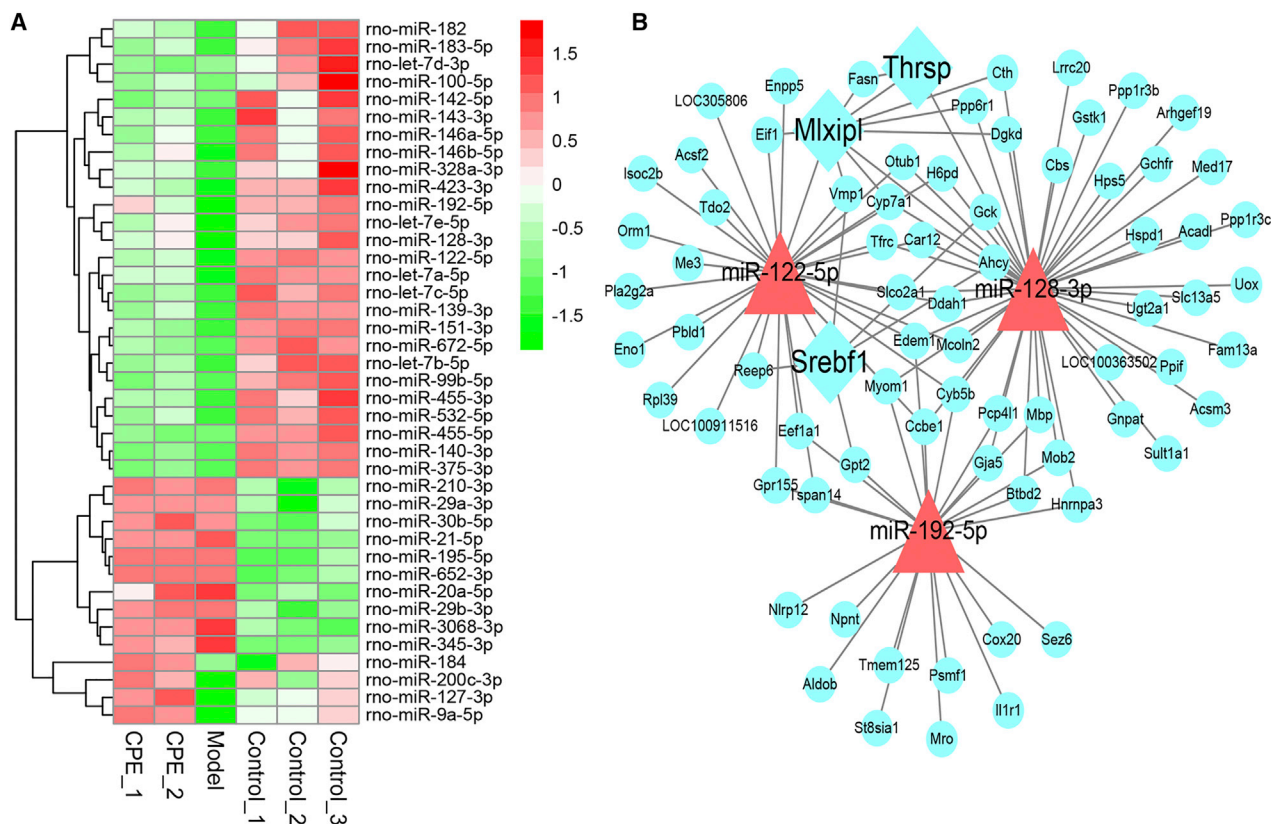 A
rno-miR-182
rno-miR-183-5p
rno-let-7d-3p
rno-miR-100-5p
rno-miR-142-5p
rno-miR-143-3p
rno-miR-146a-5p
rno-miR-146b-5p
rno-miR-328a-3p
rno-miR-423-3p
rno-miR-192-5p
rno-let-7e-5p
rno-miR-128-3p
rno-miR-122-5p
rno-let-7a-5p
rno-let-7c-5p
rno-miR-139-3p
rno-miR-151-3p
rno-miR-672-5p
rno-let-7b-5p
rno-miR-99b-5p
rno-miR-455-3p
rno-miR-532-5p
rno-miR-455-5p
rno-miR-140-3p
rno-miR-375-3p
rno-miR-210-3p
rno-miR-29a-3p
rno-miR-30b-5p
rno-miR-21-5p
rno-miR-195-5p
rno-miR-652-3p
rno-miR-20a-5p
rno-miR-29b-3p
rno-miR-3068-3p
rno-miR-345-3p
rno-miR-184
rno-miR-200c-3p
rno-miR-127-3p
rno-miR-9a-5p
CPE_1
CPE_2
Model
Control_1
Control_2
Control_3
1.5
1
0.5
0
-0.5
-1
-1.5
B
Thrsp
Fasn
Cth
Lrrc20
Enpp5
LOC305806
Ppp1r3b
Ppp6r1
Gstk1
Arhgef19
Mlxipl
Eif1
Dgkd
Acsf2
Otub1
Cbs
Gchfr
Isoc2b
H6pd
Hps5
Med17
Vmp1
Cyp7a1
Tdo2
Gck
Orm1
Ppp1r3c
Tfrc
Car12
Hspd1
Acadl
Me3
Ahcy
miR-122-5p
miR-128-3p
Pla2g2a
Slco2a1
Ddah1
Ugt2a1
Slc13a5
Uox
Pbld1
Eno1
Edem1
Mcoln2
Fam13a
Srebf1
LOC100363502
Reep6
Ppif
Myom1
Cyb5b
Rpl39
Acsm3
LOC100911516
Pcp4l1
Mbp
Gnpat
Eef1a1
Ccbe1
Sult1a1
Gpt2
Gja5
Mob2
Gpr155
Tspan14
Btbd2
Hnrnpa3
miR-192-5p
Nlrp12
Npnt
Cox20
Sez6
Tmem125
Aldob
Psmf1
Il1r1
St8sia1
Mro